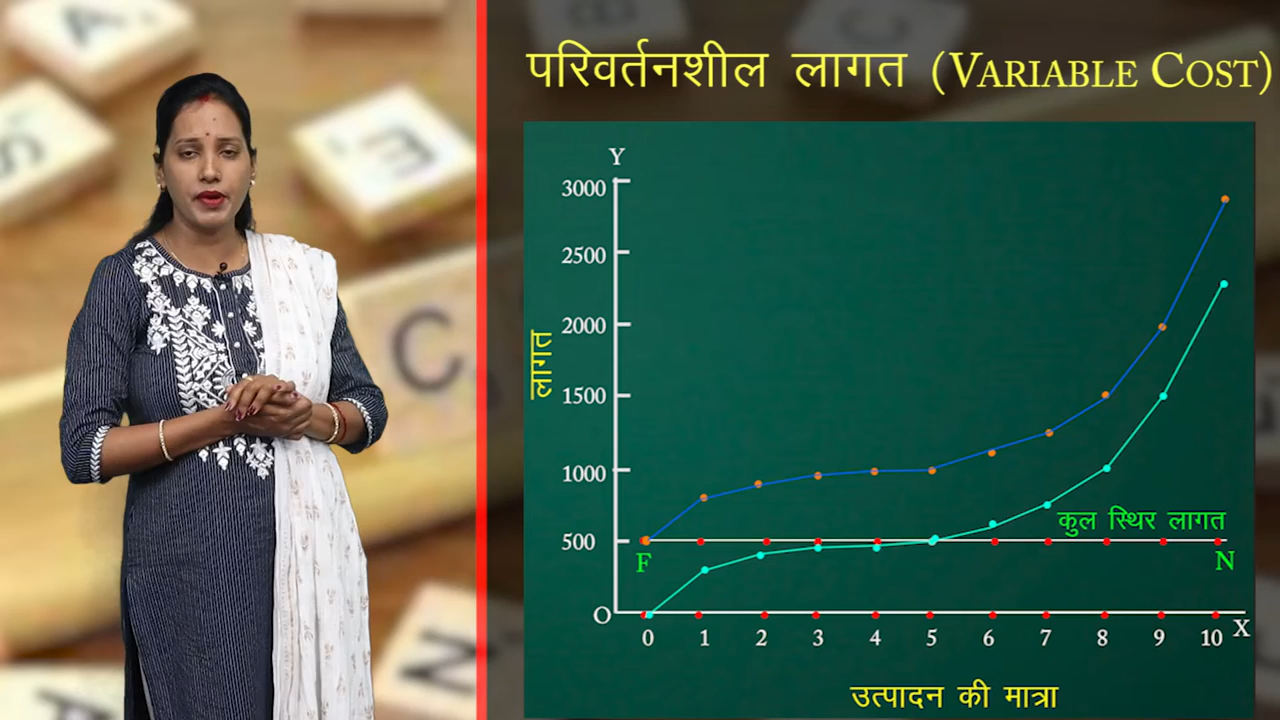 परिवर्तनशील लागत (VARIABLE COST)
Y
3000
2500
2000
लागत
1500
1000
कुल स्थिर लागत
500
F
N
O
X
0 1 2 3 4 5 6 7 8 9 10
उत्पादन की मात्रा
A
S
E
C
N
B
C